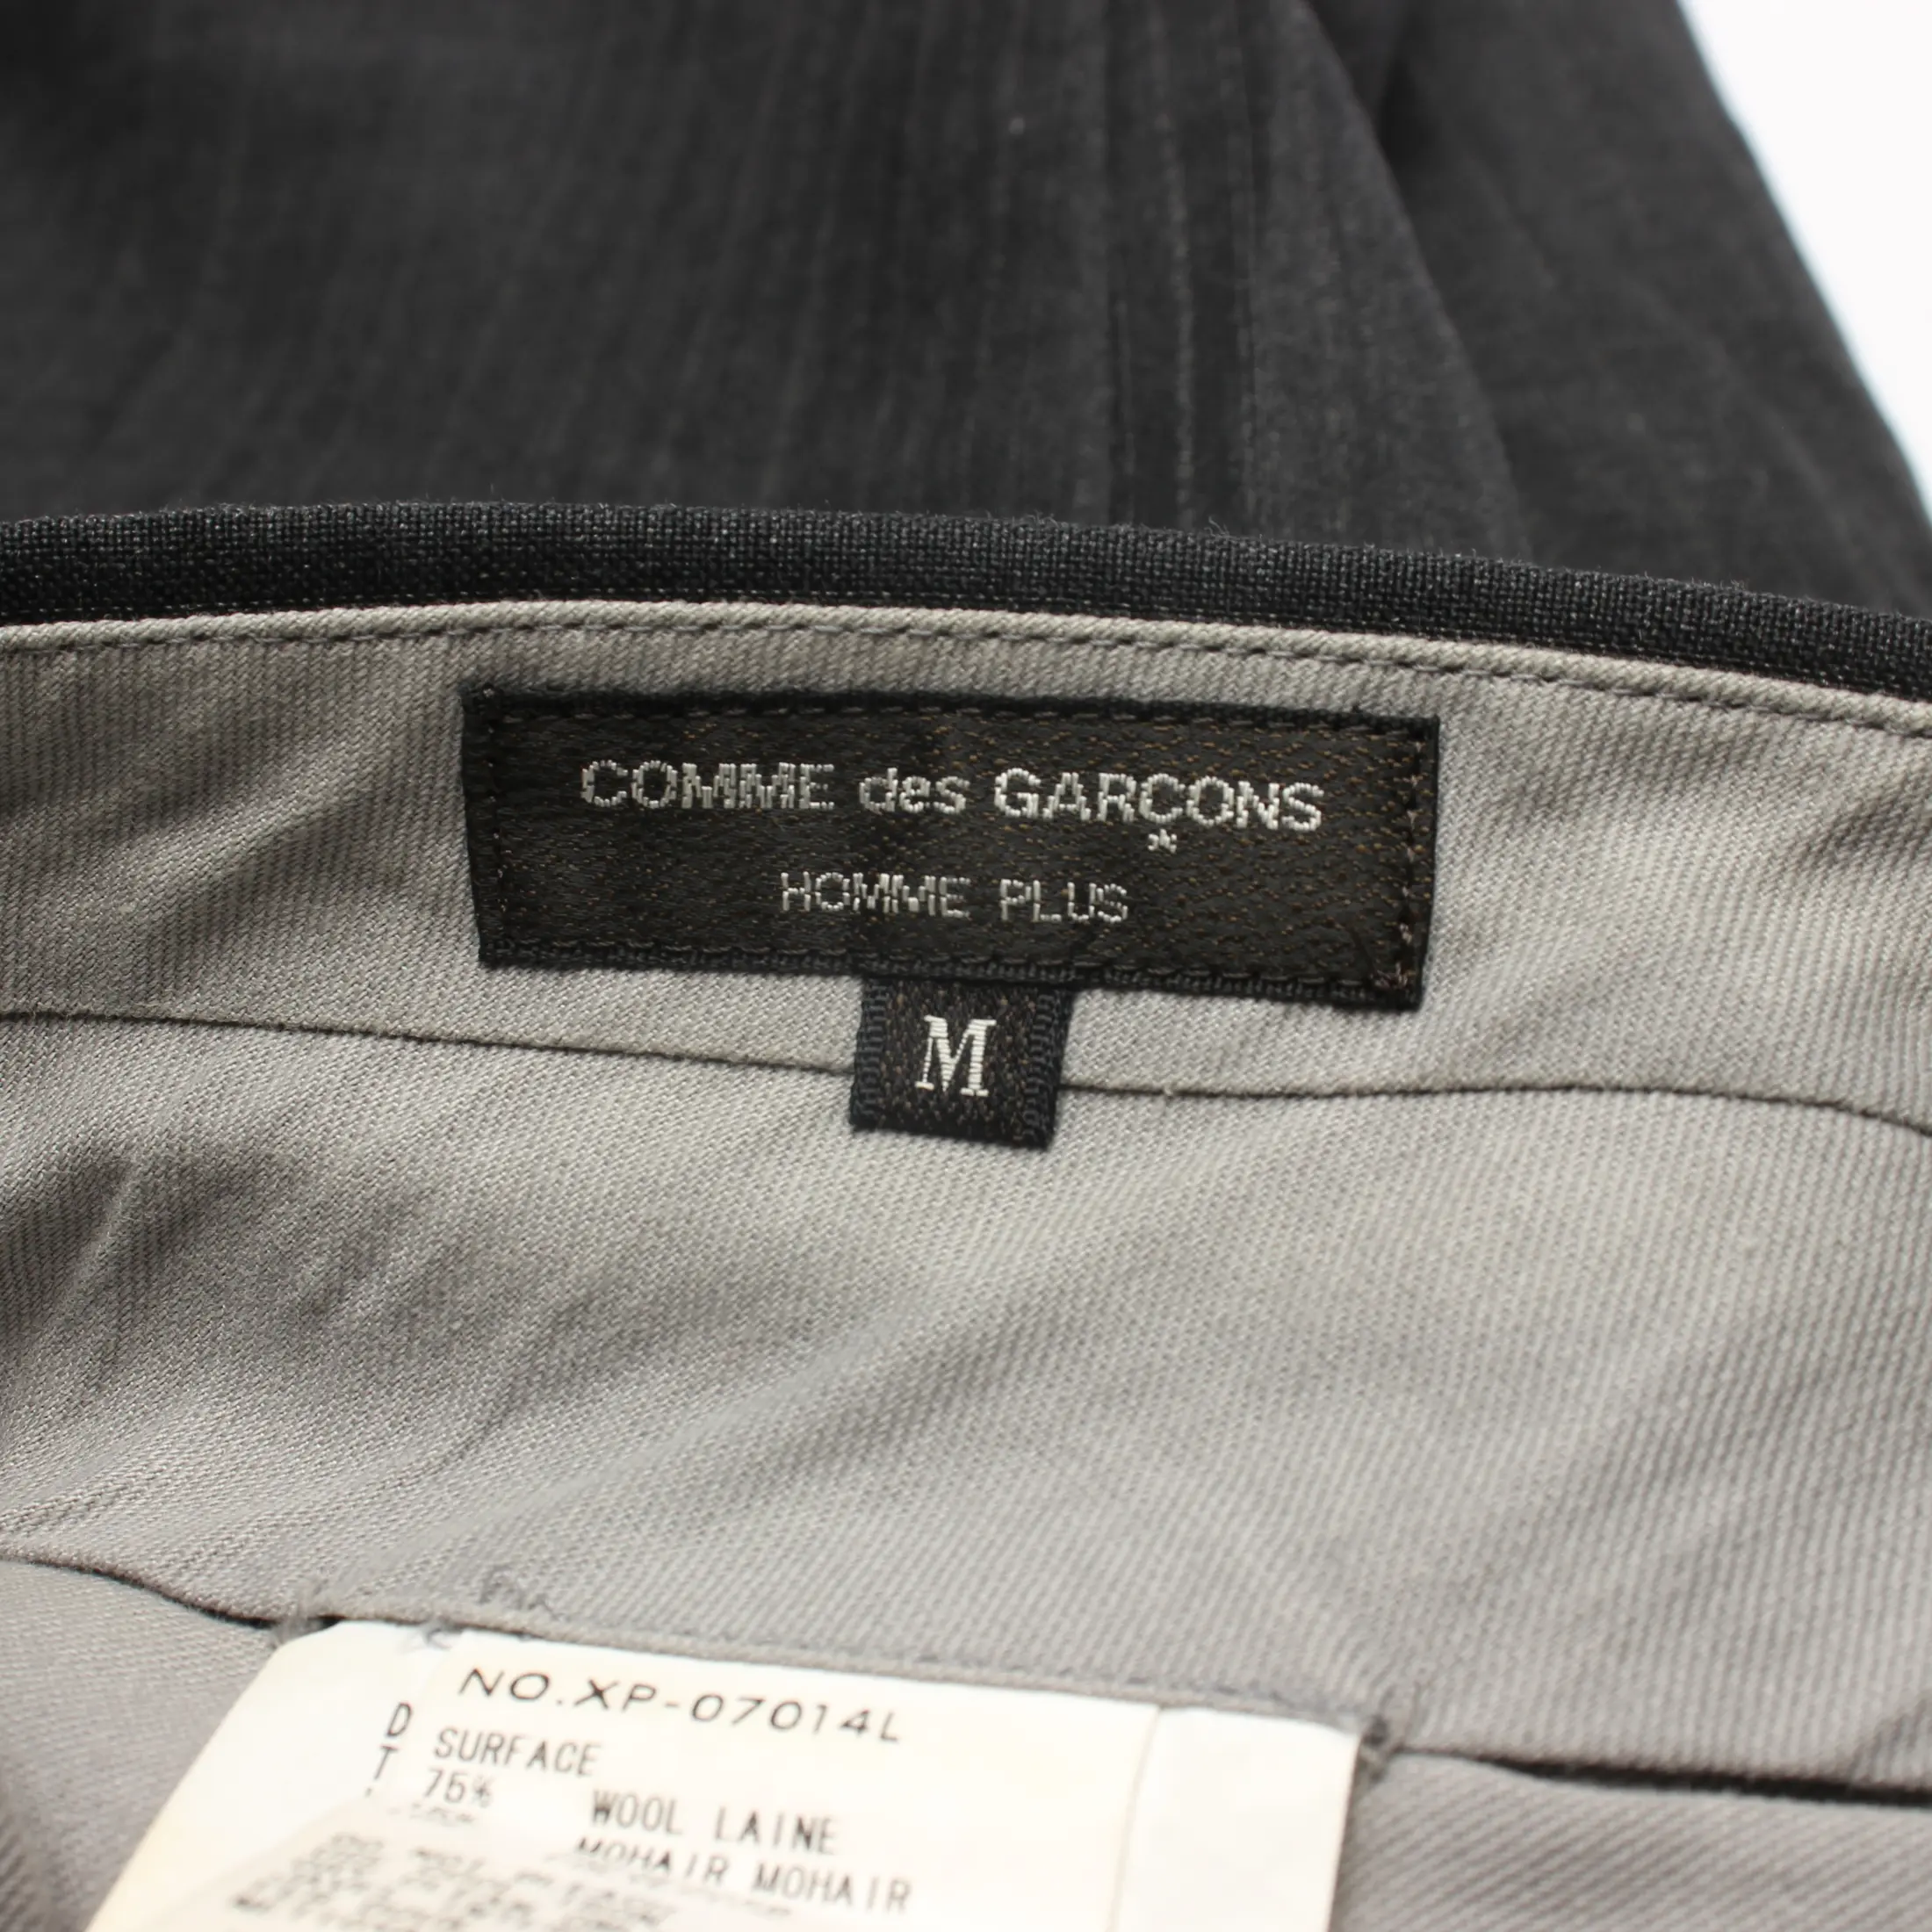 COMME des GARÇONS
*
HOMME PLUS
M
NO.XP-07014L
D
SURFACE
T
75% WOOL LAINE
MOHAIR MOHAIR